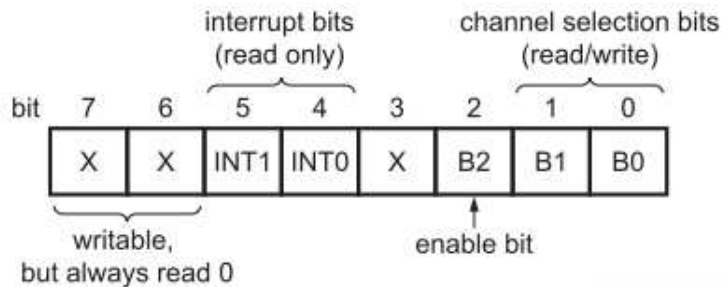 interrupt bits
(read only)
channel selection bits
(read/write)
bit 7 6 5 4 3 2 1 0
X X INT1 INT0 X B2 B1 B0
writable,
but always read 0
enable bit